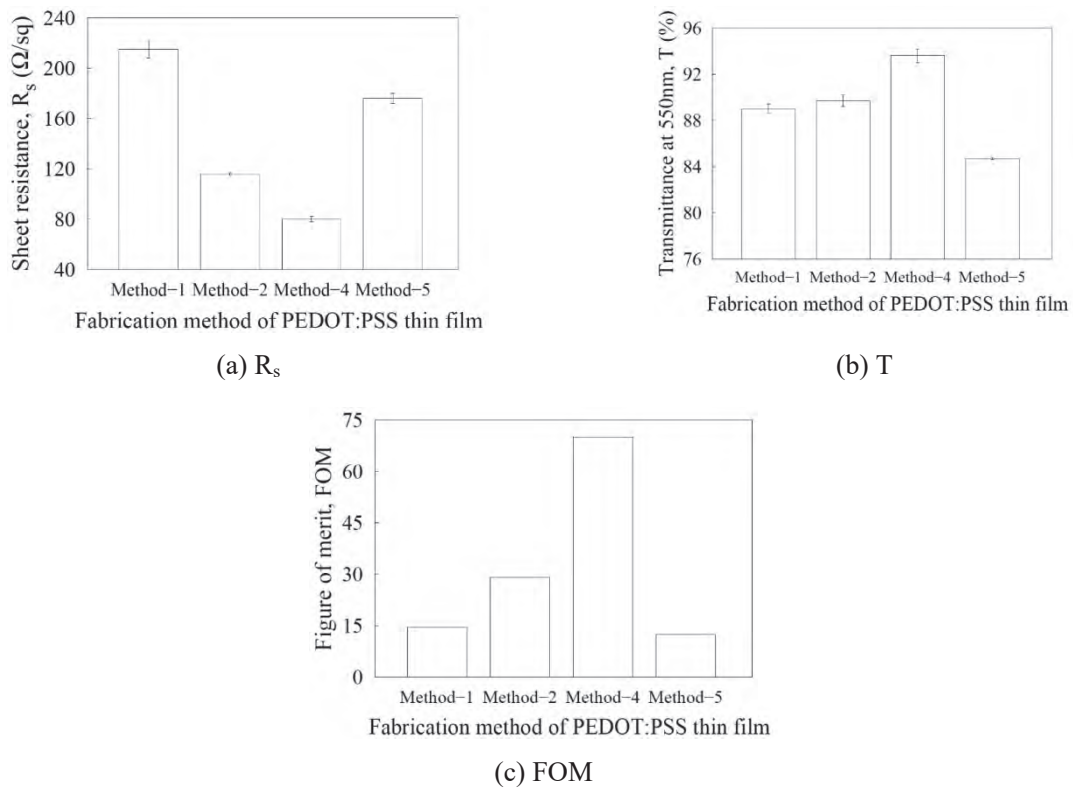 Sheet resistance, Rs (Ω/sq)
240
200
160
120
80
40
Method−1 Method−2 Method−4 Method−5
Fabrication method of PEDOT:PSS thin film
(a) Rs
Transmittance at 550nm, T (%)
96
92
88
84
80
76
Method−1 Method−2 Method−4 Method−5
Fabrication method of PEDOT:PSS thin film
(b) T
Figure of merit, FOM
75
60
45
30
15
0
Method−1 Method−2 Method−4 Method−5
Fabrication method of PEDOT:PSS thin film
(c) FOM